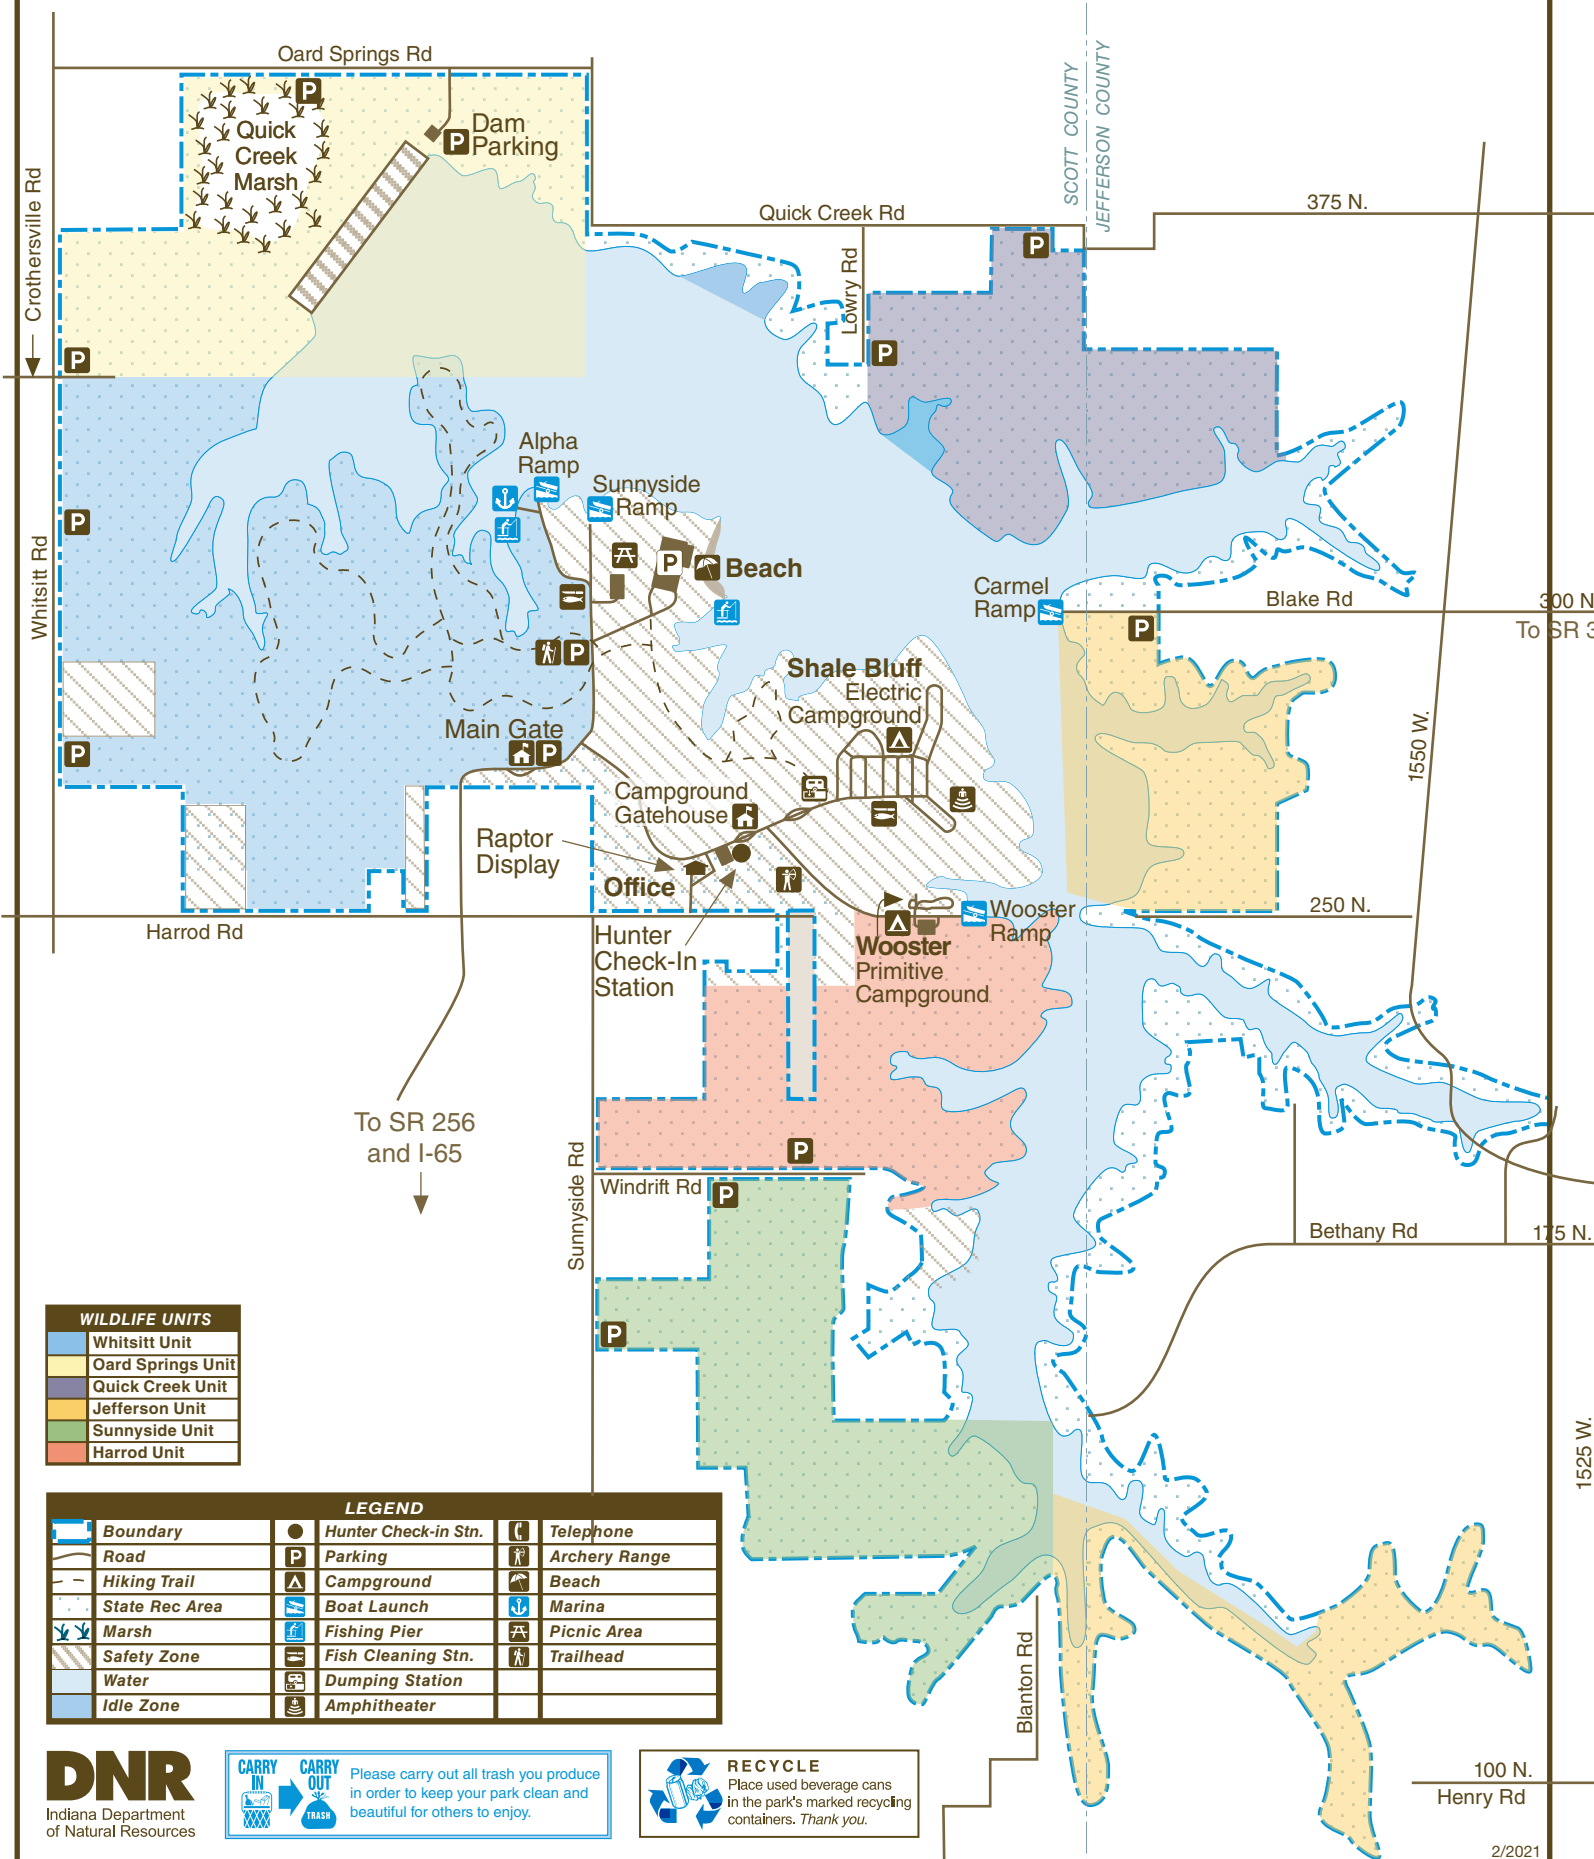 Oard Springs Rd
SCOTT COUNTY
JEFFERSON COUNTY
P
Quick
Creek
Marsh
P
Dam
Parking
Crothersville Rd
Quick Creek Rd
375 N.
Lowry Rd
P
P
P
Alpha
Ramp
Sunnyside
Ramp
P
Whitsitt Rd
P
Beach
Carmel
Ramp
Blake Rd
300 N
To SR 3
P
P
Shale Bluff
Electric
Campground
Main Gate
P
P
1550 W.
Campground
Gatehouse
Raptor
Display
Office
Wooster
Ramp
250 N.
Harrod Rd
Hunter
Check-In
Station
Wooster
Primitive
Campground
To SR 256
and I-65
Sunnyside Rd
P
Windrift Rd
P
Bethany Rd
175 N.
P
WILDLIFE UNITS
Whitsitt Unit
Oard Springs Unit
Quick Creek Unit
Jefferson Unit
Sunnyside Unit
Harrod Unit
1525 W.
LEGEND
Boundary
Hunter Check-in Stn.
Telephone
Road
P
Parking
Archery Range
Hiking Trail
Campground
Beach
State Rec Area
Boat Launch
Marina
Marsh
Fishing Pier
Picnic Area
Safety Zone
Fish Cleaning Stn.
Trailhead
Water
Dumping Station
Idle Zone
Amphitheater
Blanton Rd
DNR
Indiana Department
of Natural Resources
CARRY
IN
CARRY
OUT
TRASH
Please carry out all trash you produce
in order to keep your park clean and
beautiful for others to enjoy.
RECYCLE
Place used beverage cans
in the park's marked recycling
containers. Thank you.
100 N.
Henry Rd
2/2021